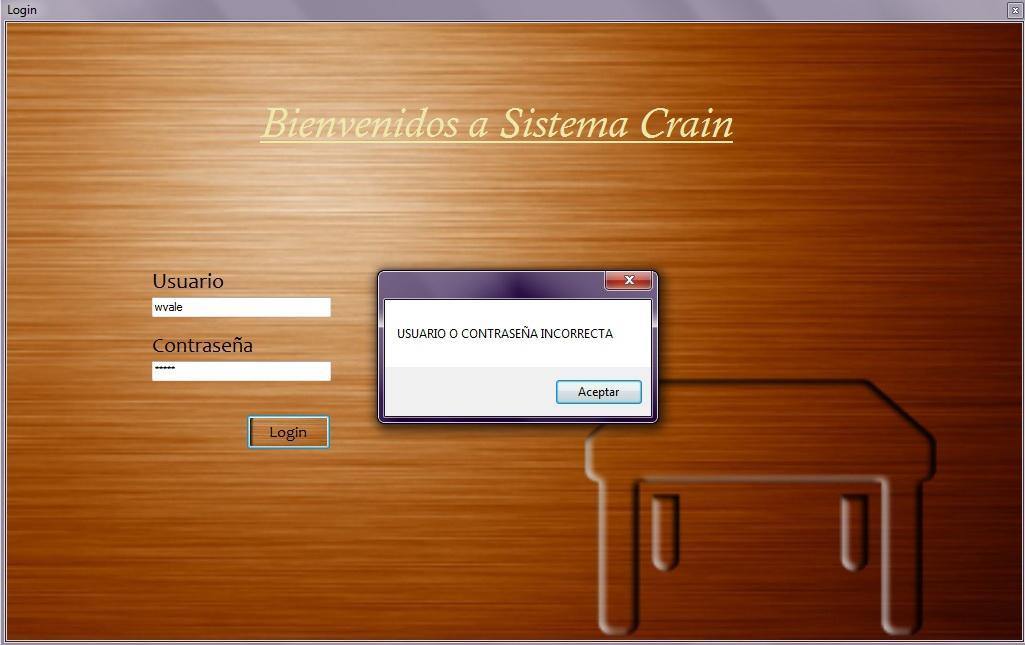 Login
Bienvenidos a Sistema Crain
Usuario
wvale
Contraseña
*****
Login
USUARIO O CONTRASEÑA INCORRECTA
Aceptar